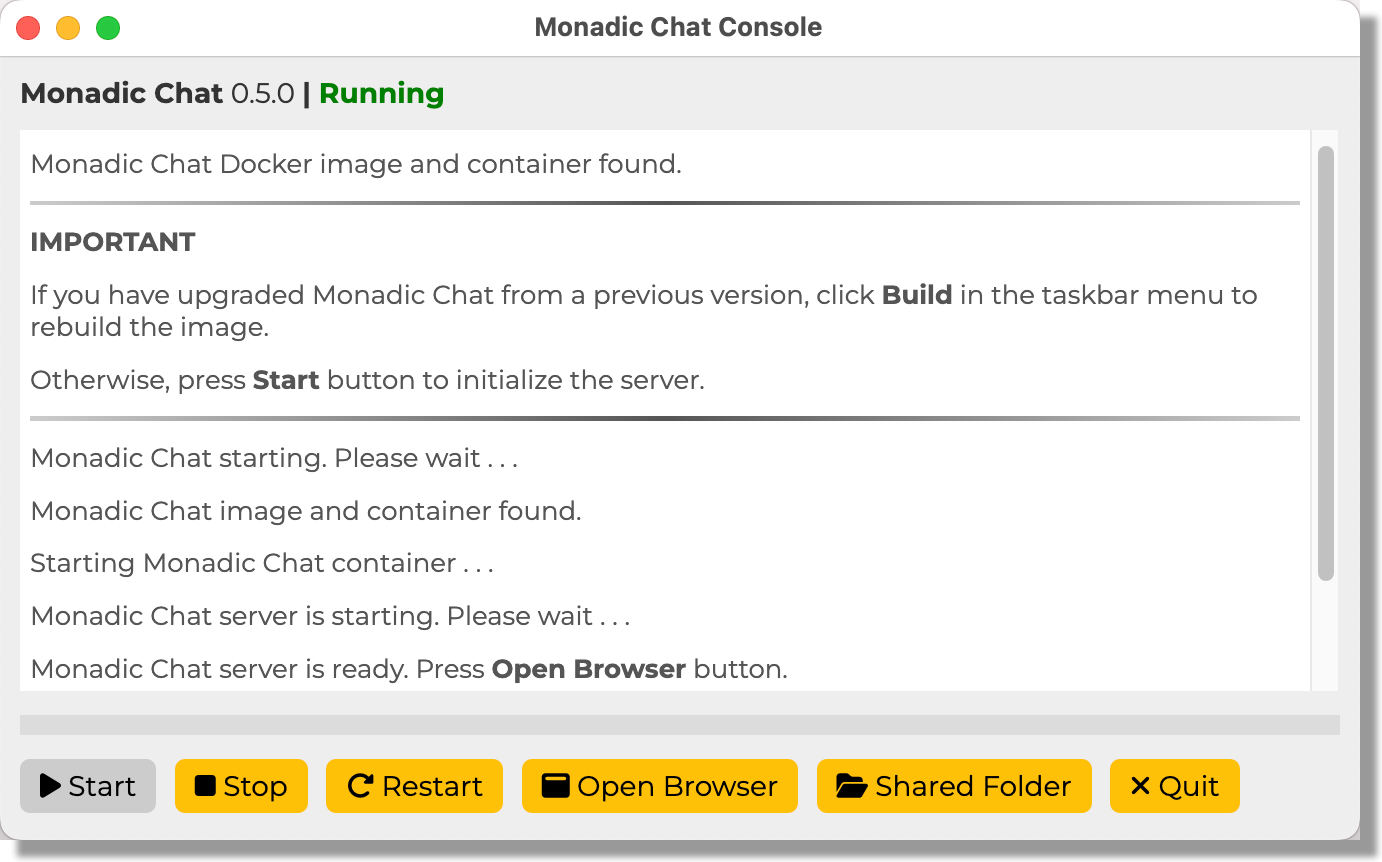 Monadic Chat Console
Monadic Chat 0.5.0 | Running
Monadic Chat Docker image and container found.
IMPORTANT
If you have upgraded Monadic Chat from a previous version, click Build in the taskbar menu to
rebuild the image.
Otherwise, press Start button to initialize the server.
Monadic Chat starting. Please wait . . .
Monadic Chat image and container found.
Starting Monadic Chat container . . .
Monadic Chat server is starting. Please wait . . .
Monadic Chat server is ready. Press Open Browser button.
Start Stop Restart Open Browser Shared Folder Quit